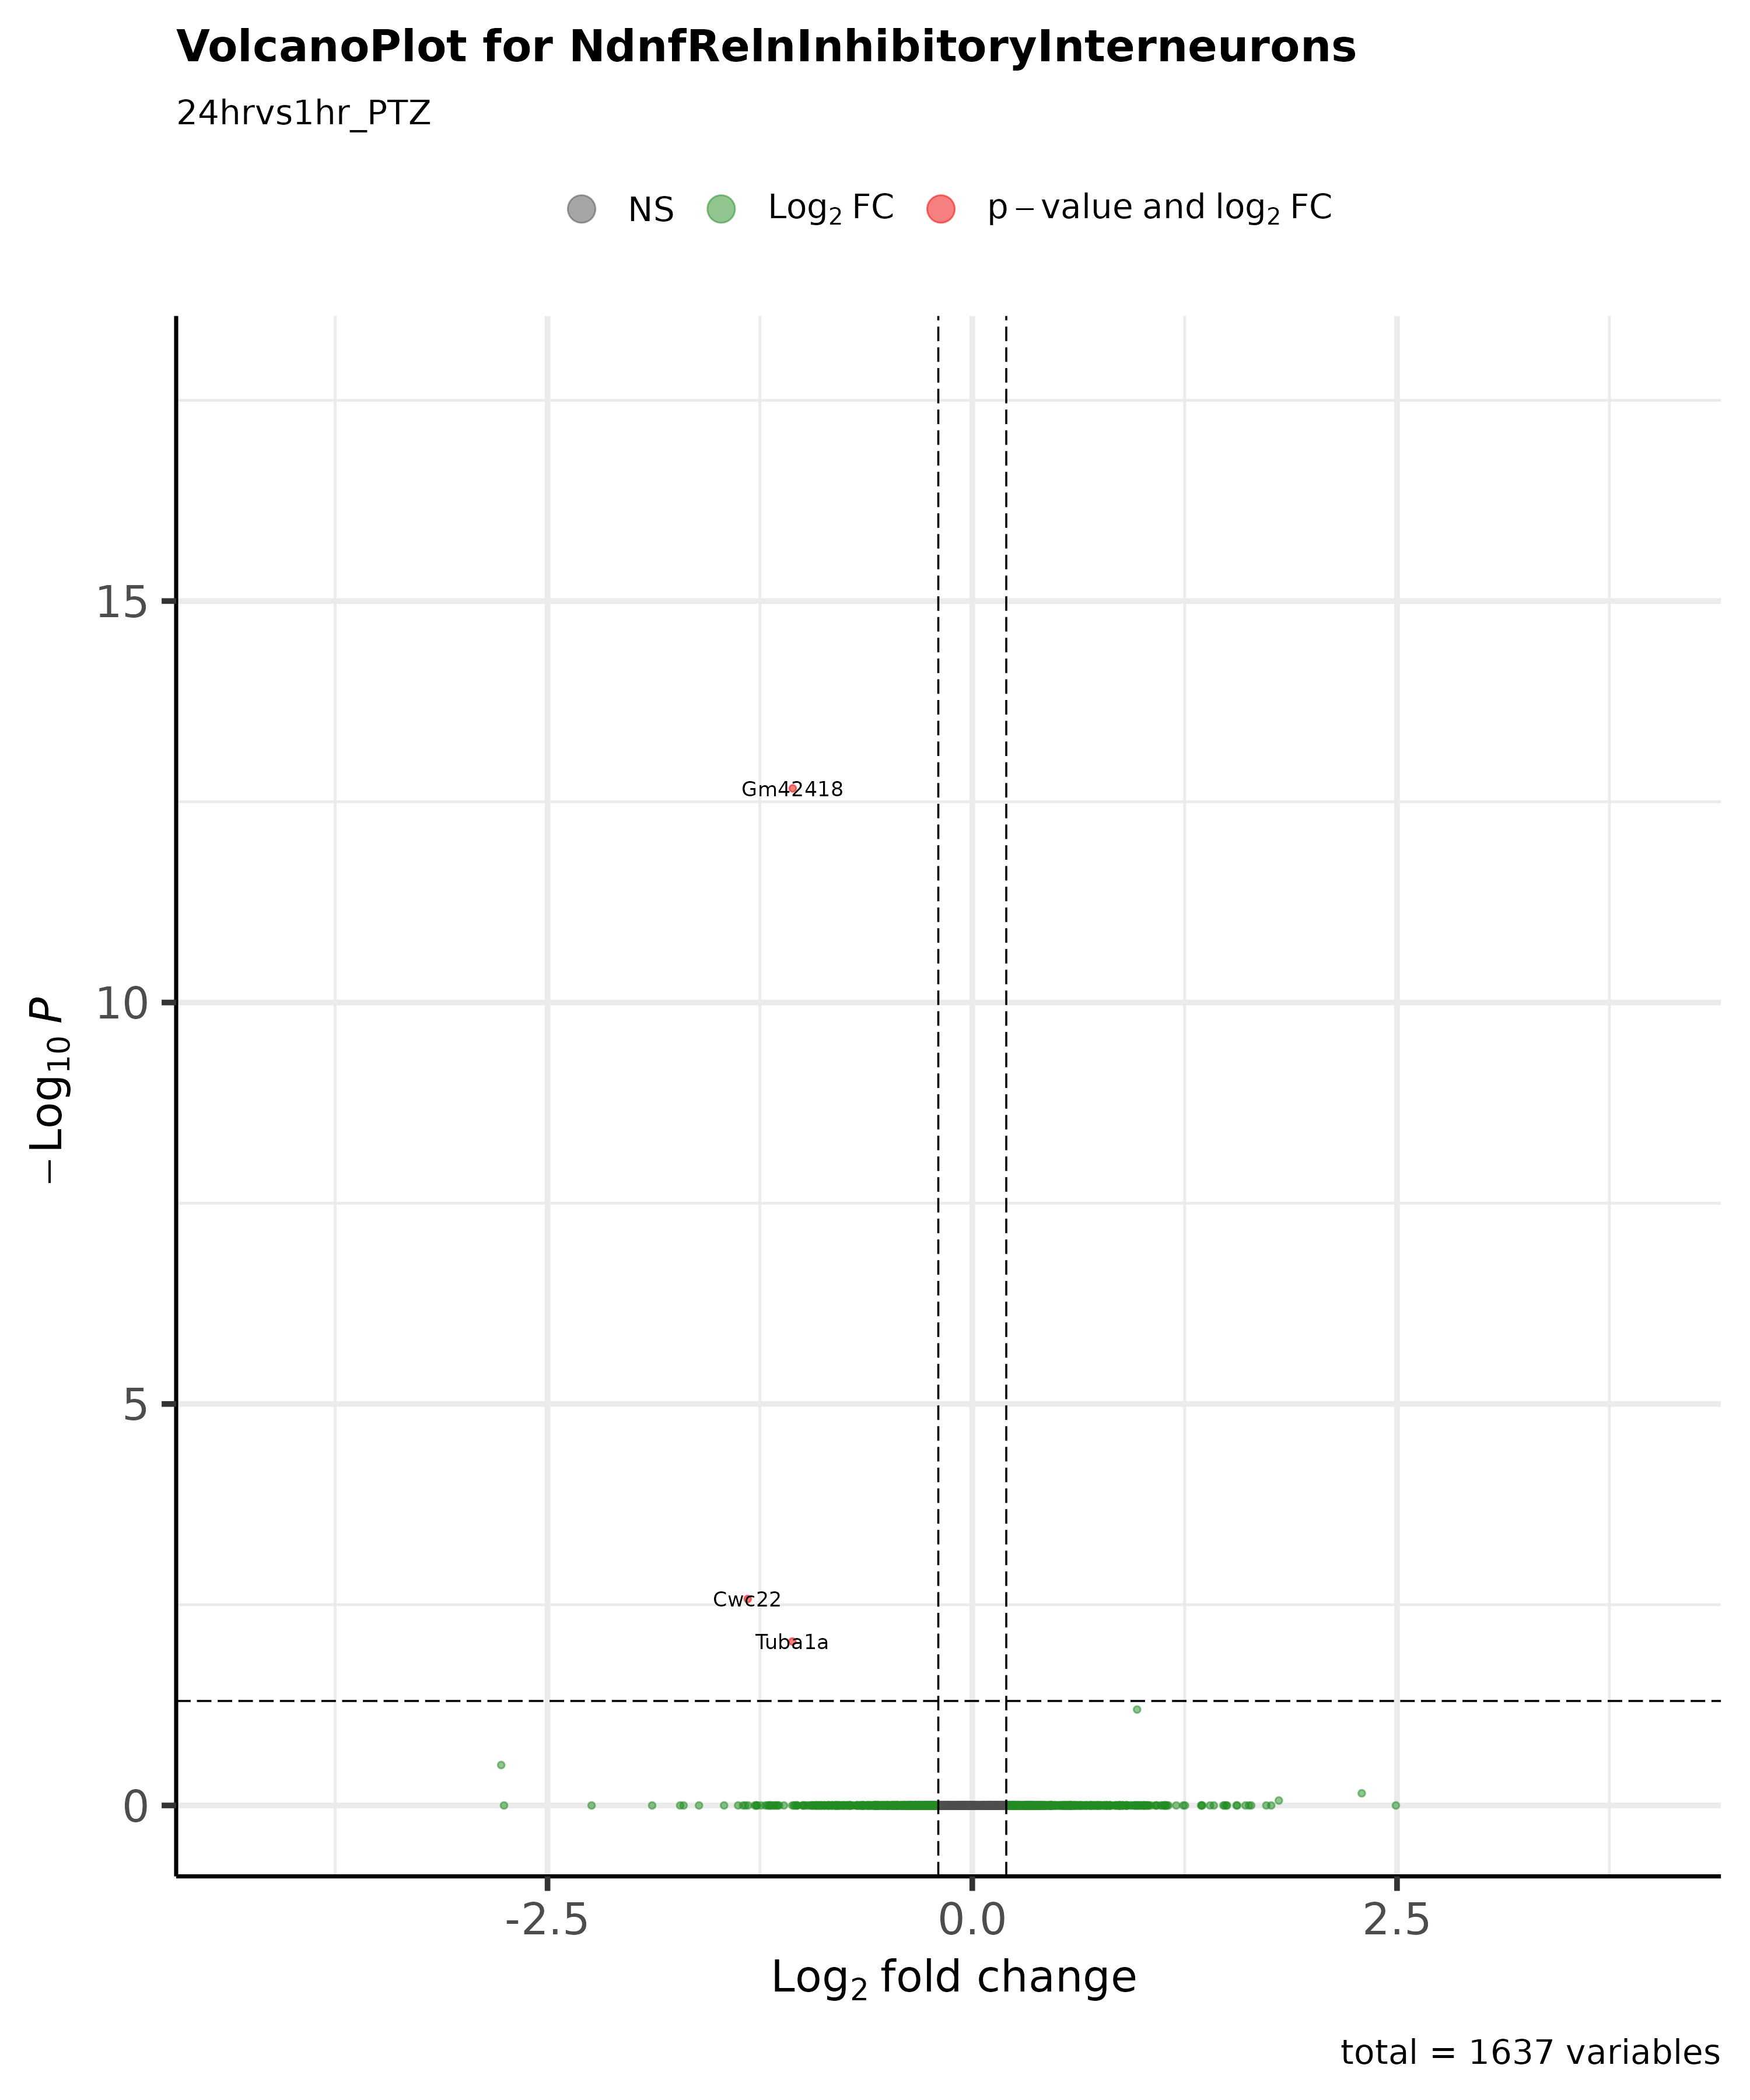 VolcanoPlot for NdnfRelnInhibitoryInterneurons
24hrvs1hr_PTZ
NS Log₂ FC p − value and log₂ FC
15
10
5
0
−Log₁₀ P
Gm42418
Cwc22
Tuba1a
-2.5 0.0 2.5
Log₂ fold change
total = 1637 variables